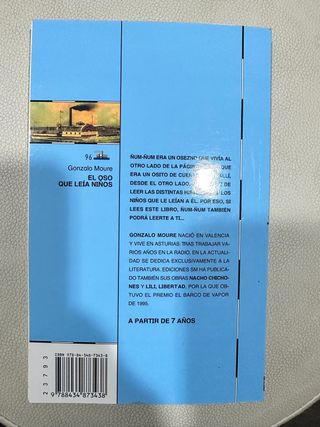 96
Gonzalo Moure
EL OSO
QUE LEÍA NIÑOS
ÑUM-ÑUM ERA UN OSEZNO QUE VIVÍA AL
OTRO LADO DE LA PÁGINA QUE
ERA UN OSITO DE CUENTO ALLÍ,
DESDE EL OTRO LADO, DE
LEER LAS DISTINTAS LOS
NIÑOS QUE LE LEÍAN A ÉL. POR ESO, SI
LEES ESTE LIBRO, ÑUM-ÑUM TAMBIÉN
PODRÁ LEERTE A TI...
GONZALO MOURE NACIÓ EN VALENCIA
Y VIVE EN ASTURIAS. TRAS TRABAJAR VA-
RIOS AÑOS EN LA RADIO, EN LA ACTUALI-
DAD SE DEDICA EXCLUSIVAMENTE A LA
LITERATURA. EDICIONES SM HA PUBLICA-
DO TAMBIÉN SUS OBRAS NACHO CHICHO-
NES Y LILI, LIBERTAD, POR LA QUE OB-
TUVO EL PREMIO EL BARCO DE VAPOR
DE 1995.
A PARTIR DE 7 AÑOS
ISBN 978-84-348-7343-8
23793
9 788434 873438